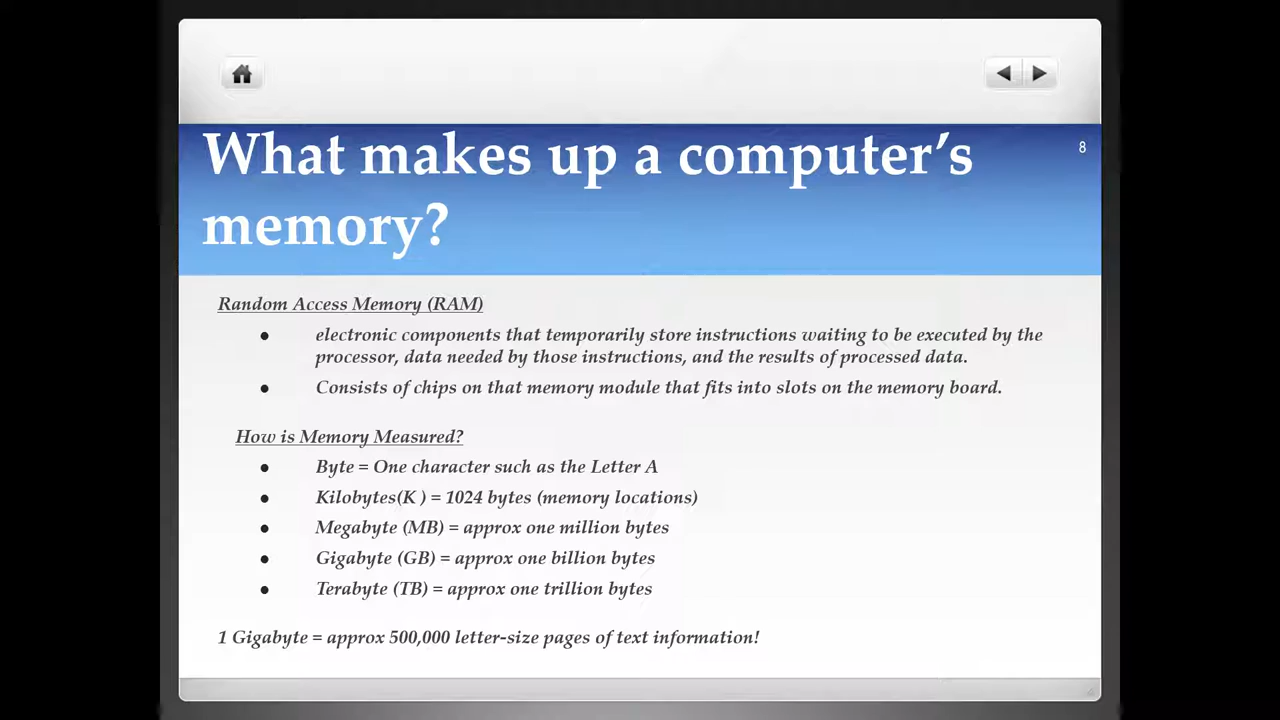 What makes up a computer’s
memory?
8
Random Access Memory (RAM)
● electronic components that temporarily store instructions waiting to be executed by the
processor, data needed by those instructions, and the results of processed data.
● Consists of chips on that memory module that fits into slots on the memory board.
How is Memory Measured?
● Byte = One character such as the Letter A
● Kilobytes(K ) = 1024 bytes (memory locations)
● Megabyte (MB) = approx one million bytes
● Gigabyte (GB) = approx one billion bytes
● Terabyte (TB) = approx one trillion bytes
1 Gigabyte = approx 500,000 letter-size pages of text information!